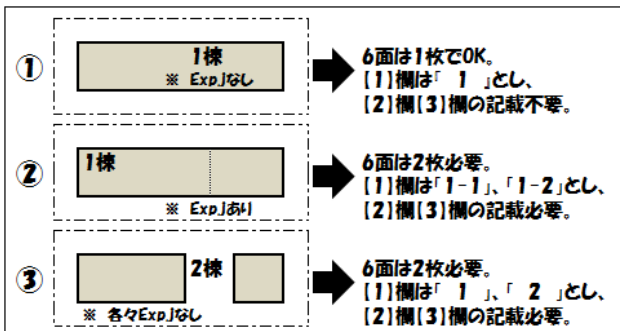 ①
1棟
※ Exp.Jなし
6面は1枚でOK。
【1】欄は「 1 」とし、
【2】欄【3】欄の記載不要。
②
1棟
※ Exp.Jあり
6面は2枚必要。
【1】欄は「1-1」、「1-2」とし、
【2】欄【3】欄の記載必要。
③
2棟
※ 各々Exp.Jなし
6面は2枚必要。
【1】欄は「 1 」、「 2 」とし、
【2】欄【3】欄の記載必要。